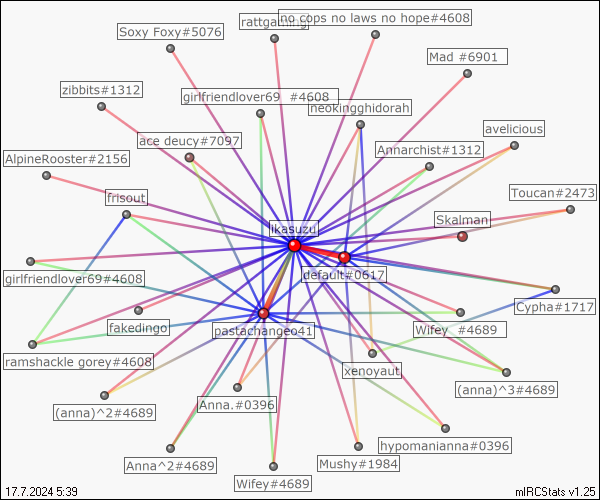 no cops no laws no hope#4608
rattgaming
Soxy Foxy#5076
Mad #6901
zibbits#1312
girlfriendlover69 #4608
neokingghidorah
avelicious
ace deucy#7097
Annarchist#1312
AlpineRooster#2156
Toucan#2473
frisout
Skalman
ikasuzu
girlfriendlover69#4608
default#0617
Cypha#1717
fakedingo
pastachangeo41
Wifey_ #4689
ramshackle gorey#4608
xenoyaut
(anna)^3#4689
(anna)^2#4689
Anna.#0396
hypomanianna#0396
Anna^2#4689
Mushy#1984
Wifey#4689
17.7.2024 5:39
mIRCStats v1.25